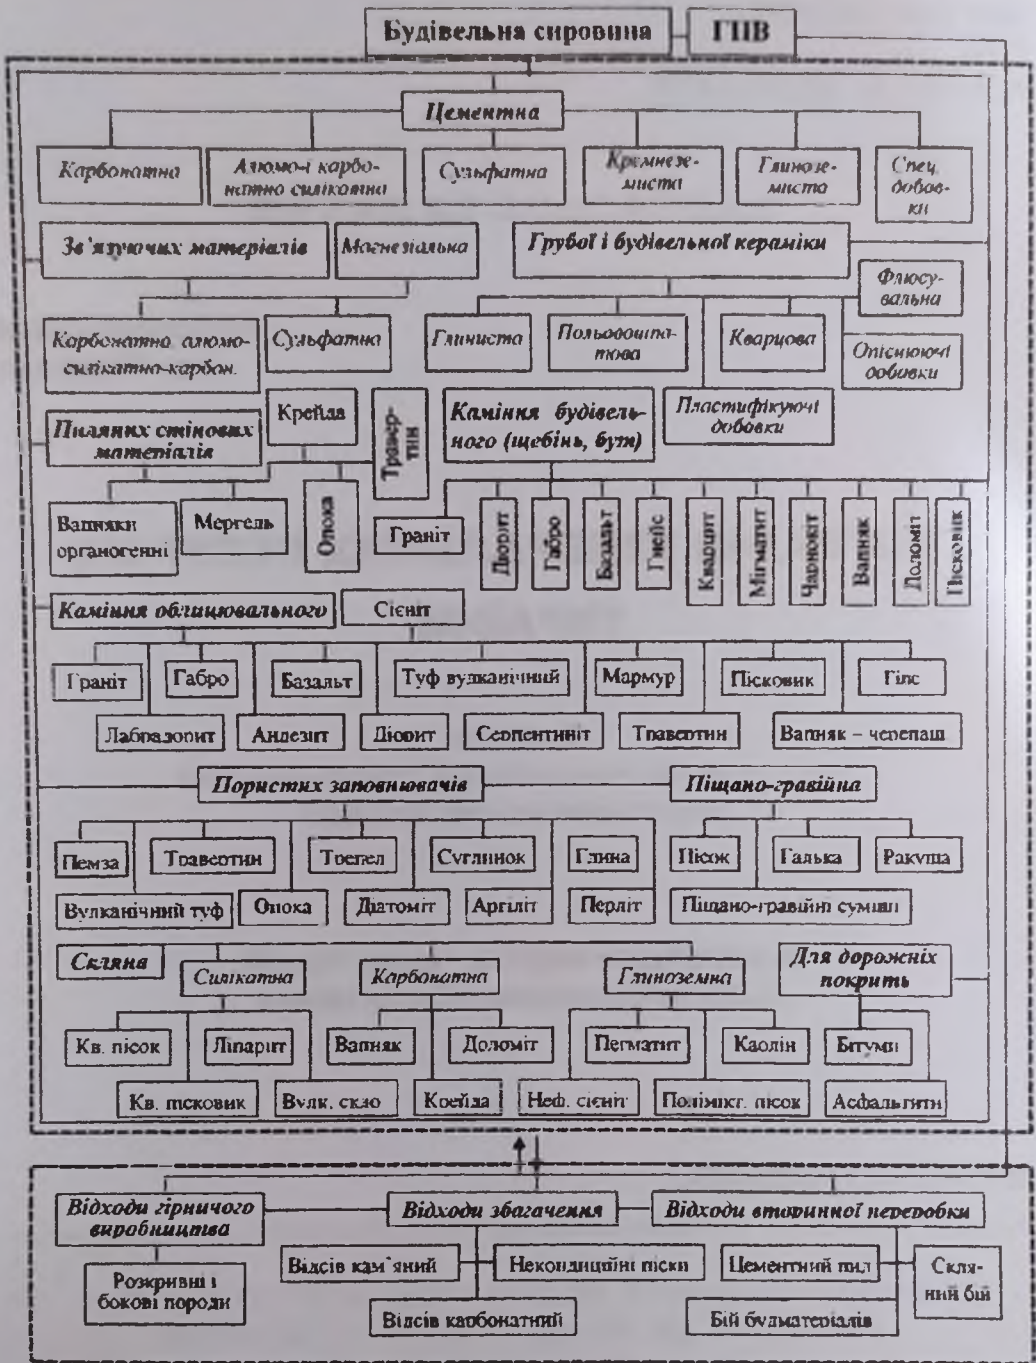 Будівельна сировина
ГПВ
Цементна
Карбонатна
Алюмо-і карбо-
натно силікатна
Сульфатна
Кремнезе-
миста
Глинозе-
миста
Спец.
добав-
ки
Зв'язуючих матеріалів
Магнезіальна
Грубої і будівельної кераміки
Флюсу-
вальна
Карбонатна алюмо-
силікатно-карбон.
Сульфатна
Глиниста
Польовошпа-
това
Кварцова
Опіснюючі
добавки
Пиляних стінових
матеріалів
Крейда
Травер-
тин
Каміння будівель-
ного (щебінь, бут)
Пластифікуючі
добавки
Вапняки
органогенні
Мергель
Опока
Граніт
Діорит
Габро
Базальт
Гнейс
Кварцит
Мігматит
Чарнокіт
Вапняк
Доломіт
Пісковик
Каміння облицювального
Сієніт
Граніт
Габро
Базальт
Туф вулканічний
Мармур
Пісковик
Гіпс
Лабрадорит
Андезит
Діорит
Серпентиніт
Травертин
Вапняк – черепаш
Пористих заповнювачів
Піщано-гравійна
Пемза
Травертин
Трепел
Суглинок
Глина
Пісок
Галька
Ракуша
Вулканічний туф
Опока
Діатоміт
Аргіліт
Перліт
Піщано-гравійні суміші
Скляна
Силікатна
Карбонатна
Глиноземна
Для дорожніх
покрить
Кв. пісок
Ліпарит
Вапняк
Доломіт
Пегматит
Каолін
Бітуми
Кв. пісковик
Вулк. скло
Крейда
Неф. сієніт
Полімікт. пісок
Асфальтити
Відходи гірничого
виробництва
Відходи збагачення
Відходи вторинної переробки
Розкривні і
бокові породи
Відсів кам'яний
Некондиційні піски
Цементний пил
Скля-
ний бій
Відсів карбонатний
Бій будматеріалів